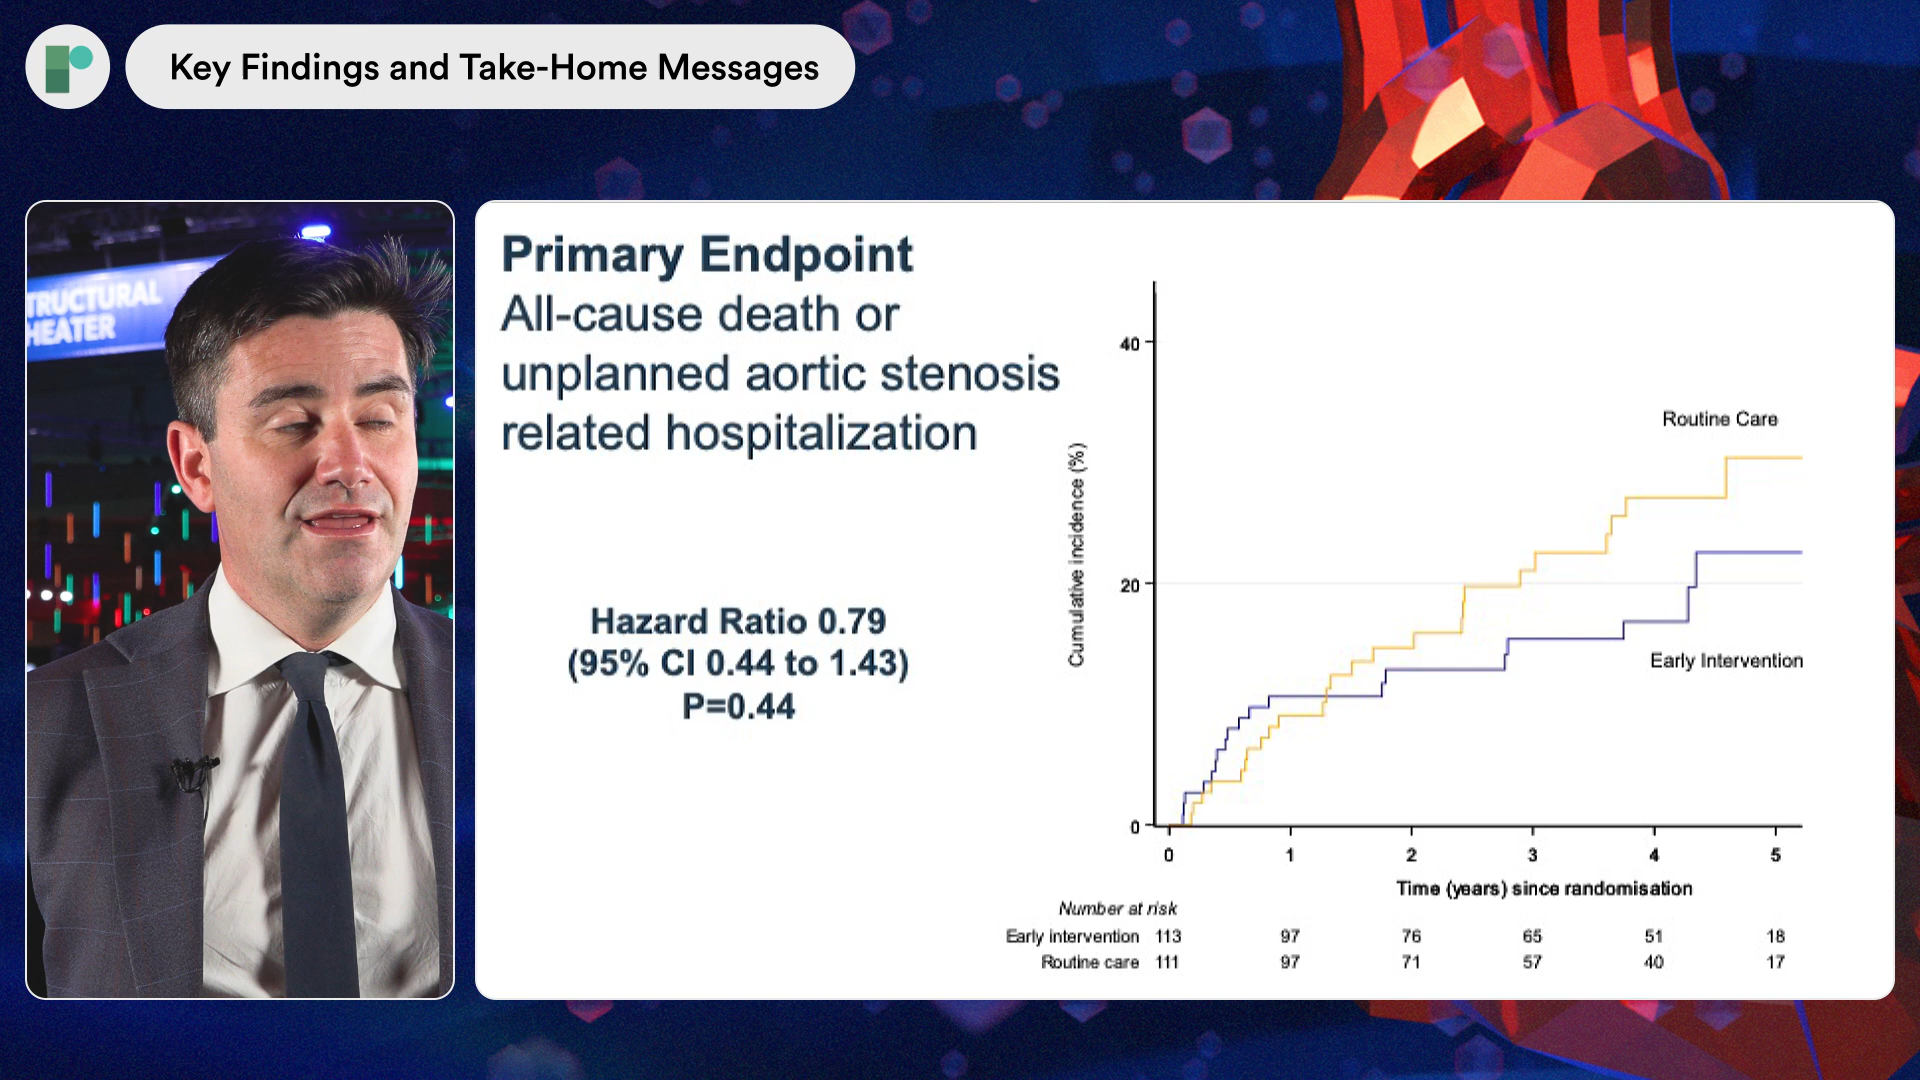 Key Findings and Take-Home Messages
TRUCTURAL
HEATER
Primary Endpoint
All-cause death or
unplanned aortic stenosis
related hospitalization
Hazard Ratio 0.79
(95% CI 0.44 to 1.43)
P=0.44
Cumulative incidence (%)
40
20
0
Routine Care
Early Intervention
0 1 2 3 4 5
Time (years) since randomisation
Number at risk
Early intervention 113 97 76 65 51 18
Routine care 111 97 71 57 40 17